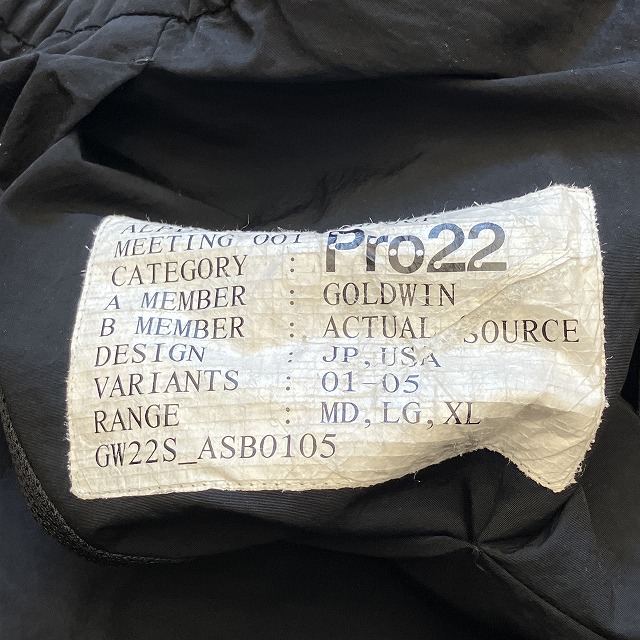 MEETING 001
CATEGORY : Pro22
A MEMBER : GOLDWIN
B MEMBER : ACTUAL SOURCE
DESIGN : JP, USA
VARIANTS : 01-05
RANGE : MD, LG, XL
GW22S_ASB0105